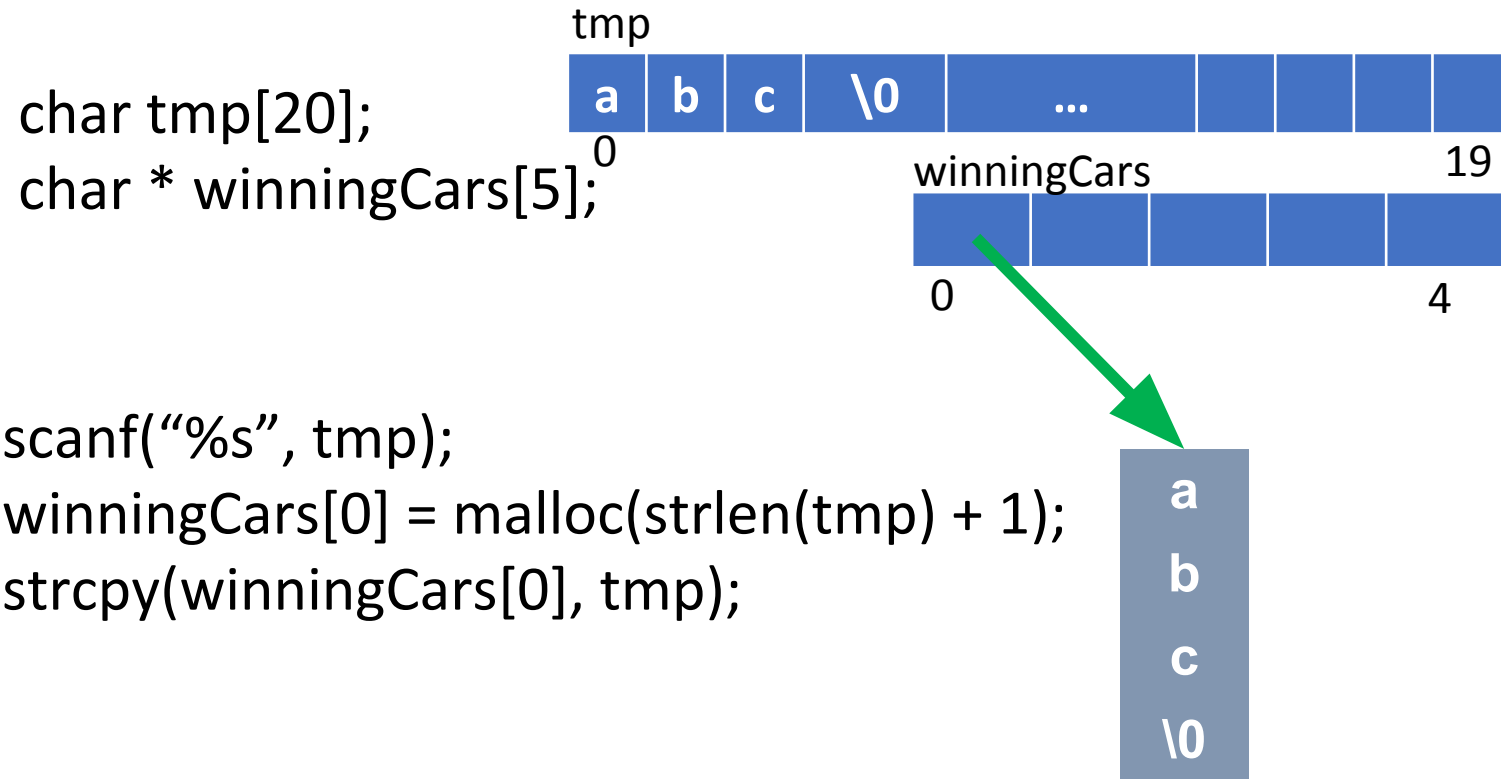 tmp
a b c \0 ...
0 19
char tmp[20];
char * winningCars[5];
winningCars
0 4
scanf(“%s”, tmp);
winningCars[0] = malloc(strlen(tmp) + 1);
strcpy(winningCars[0], tmp);
a
b
c
\0